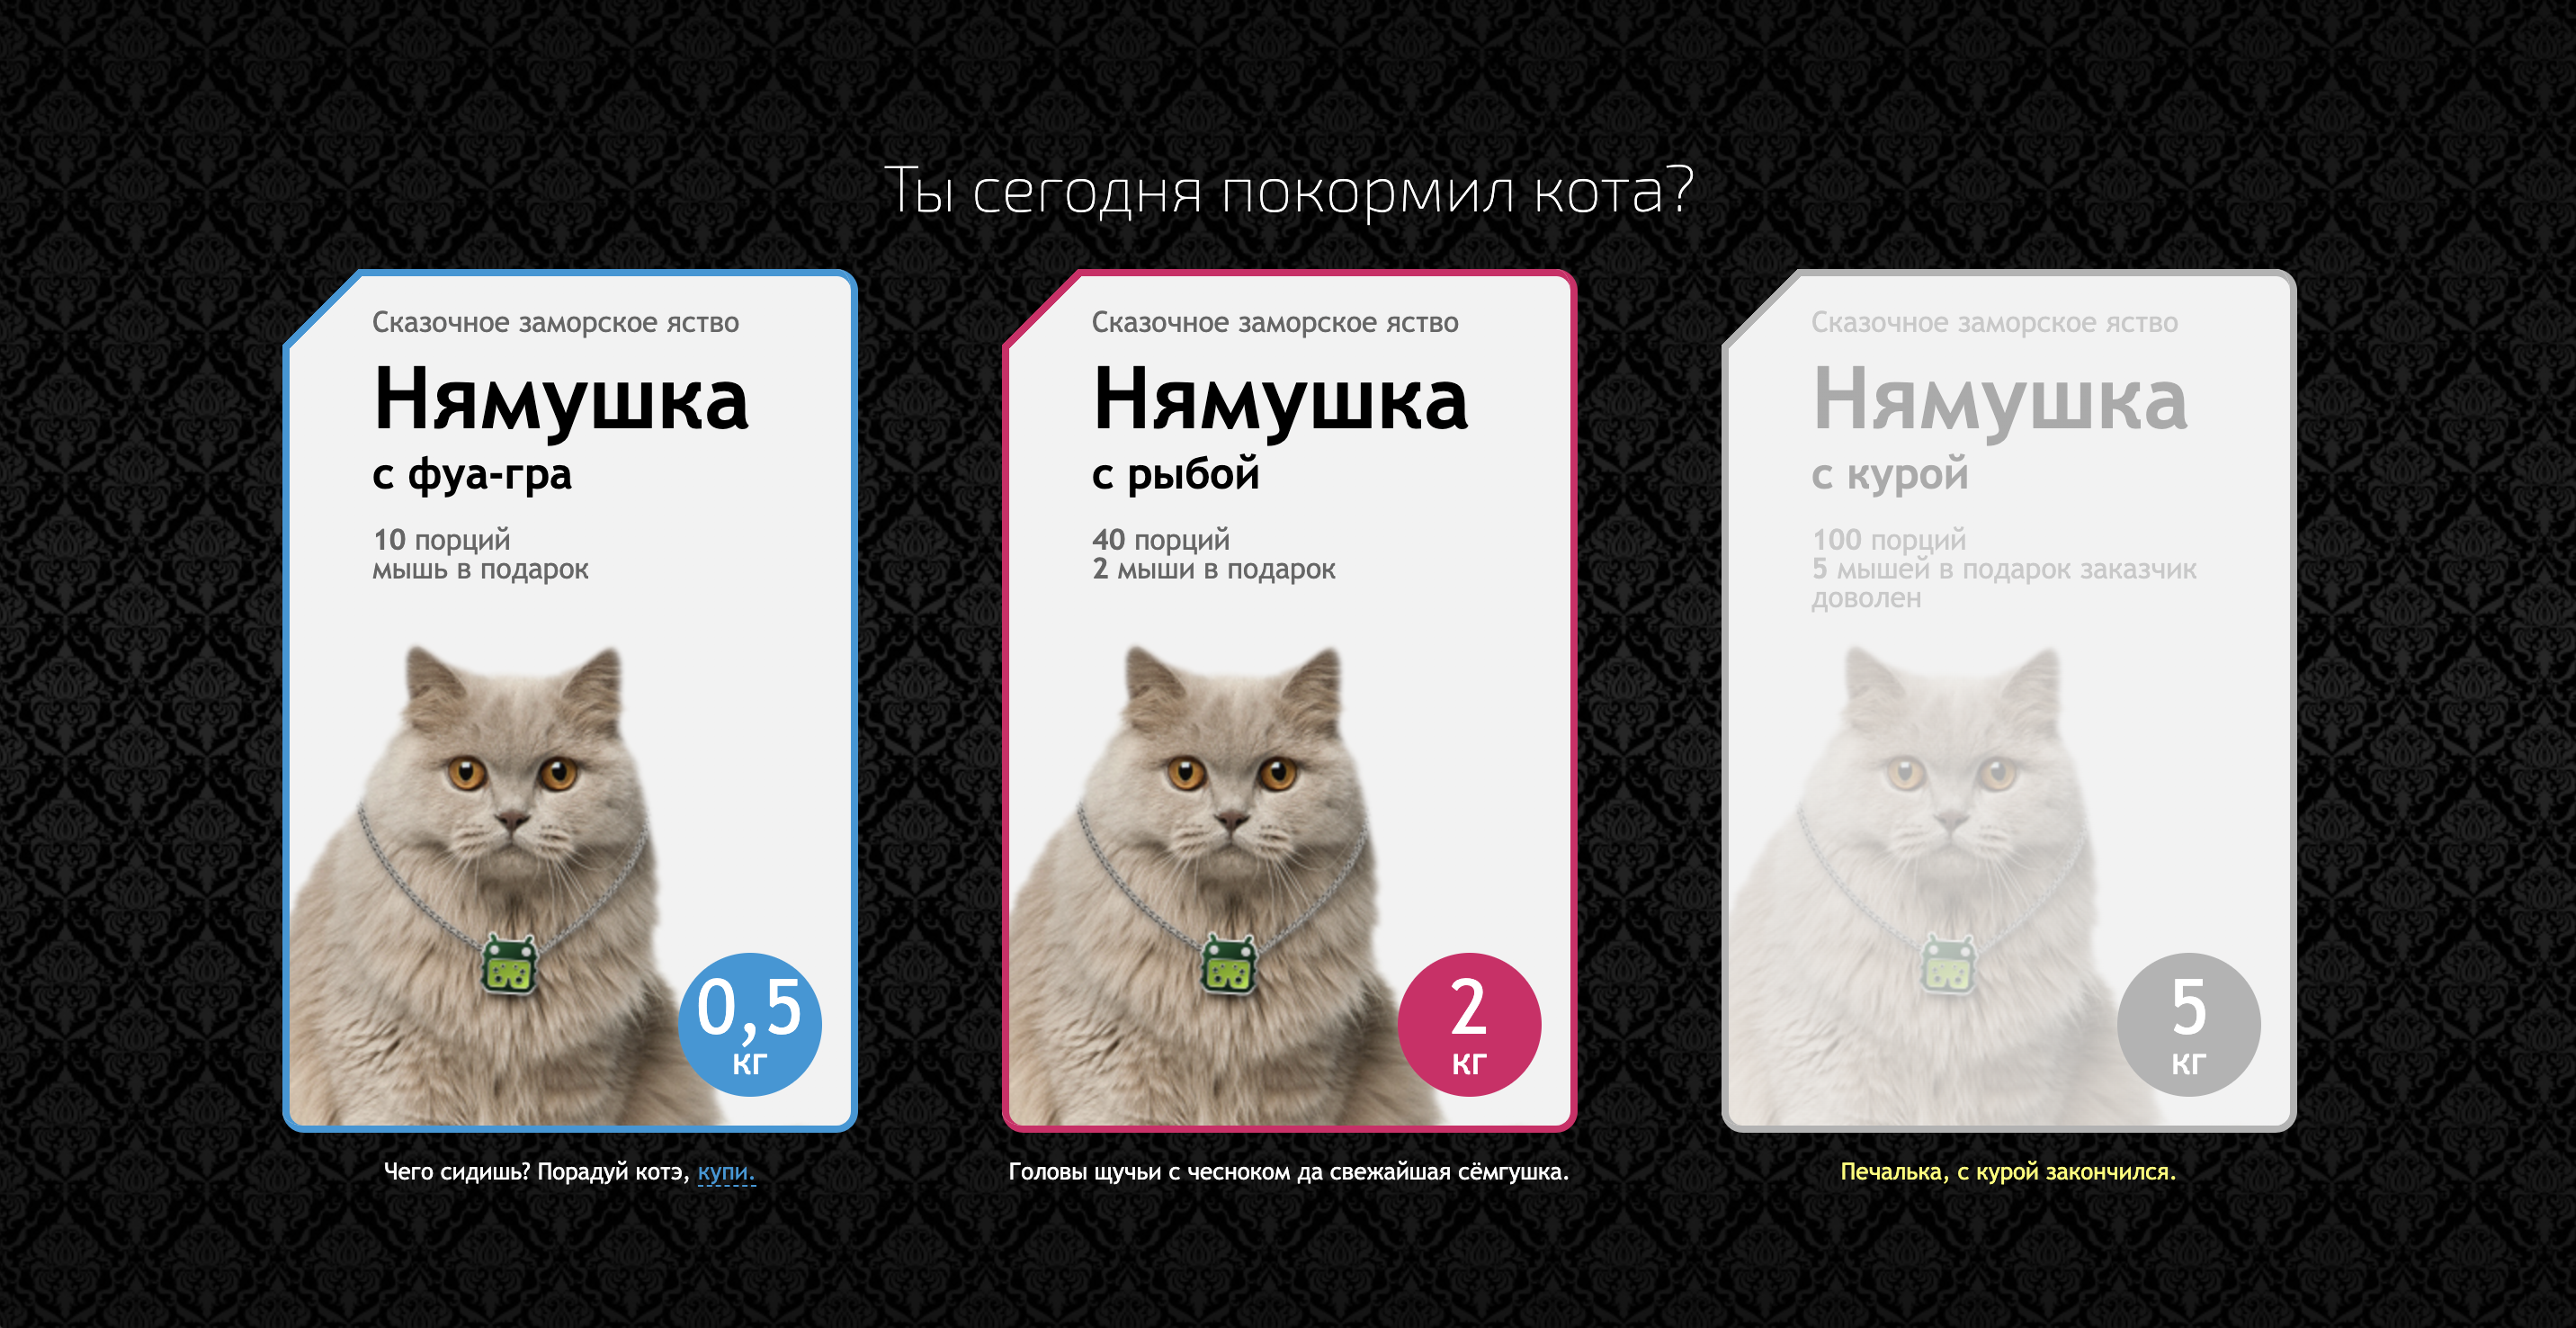 Ты сегодня покормил кота?
Сказочное заморское яство
Нямушка
с фуа-гра
10 порций
мышь в подарок
0,5
кг
Чего сидишь? Порадуй котэ, купи.
Сказочное заморское яство
Нямушка
с рыбой
40 порций
2 мыши в подарок
2
кг
Головы щучьи с чесноком да свежайшая сёмгушка.
Сказочное заморское яство
Нямушка
с курой
100 порций
5 мышей в подарок заказчик
доволен
5
кг
Печалька, с курой закончился.